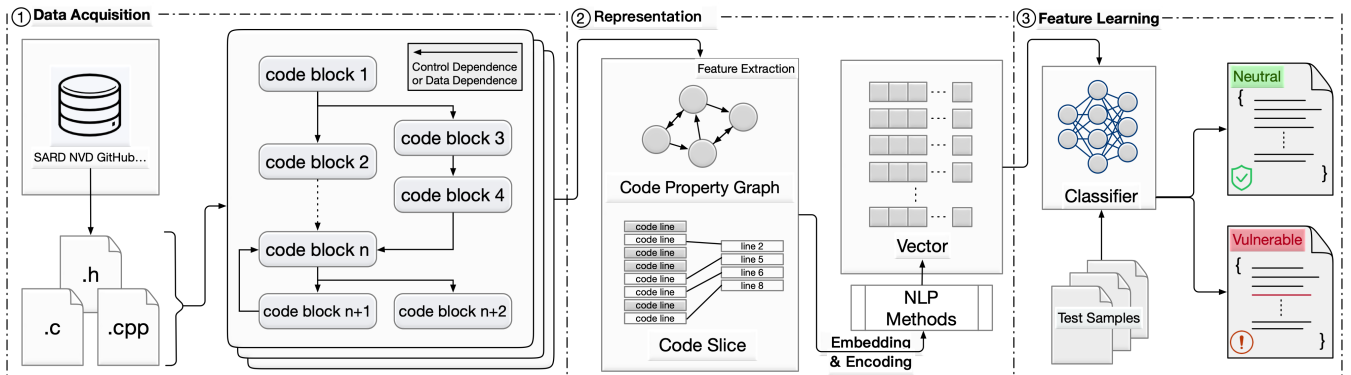 1 Data Acquisition
SARD NVD GitHub...
.h
.c
.cpp
code block 1
Control Dependence
or Data Dependence
code block 2
code block 3
code block 4
code block n
code block n+1
code block n+2
2 Representation
Feature Extraction
Code Property Graph
code line
code line
code line
code line
code line
code line
code line
code line
line 2
line 5
line 6
line 8
Code Slice
Embedding
& Encoding
NLP
Methods
Vector
3 Feature Learning
Classifier
Test Samples
Neutral
{
}
Vulnerable
{
}